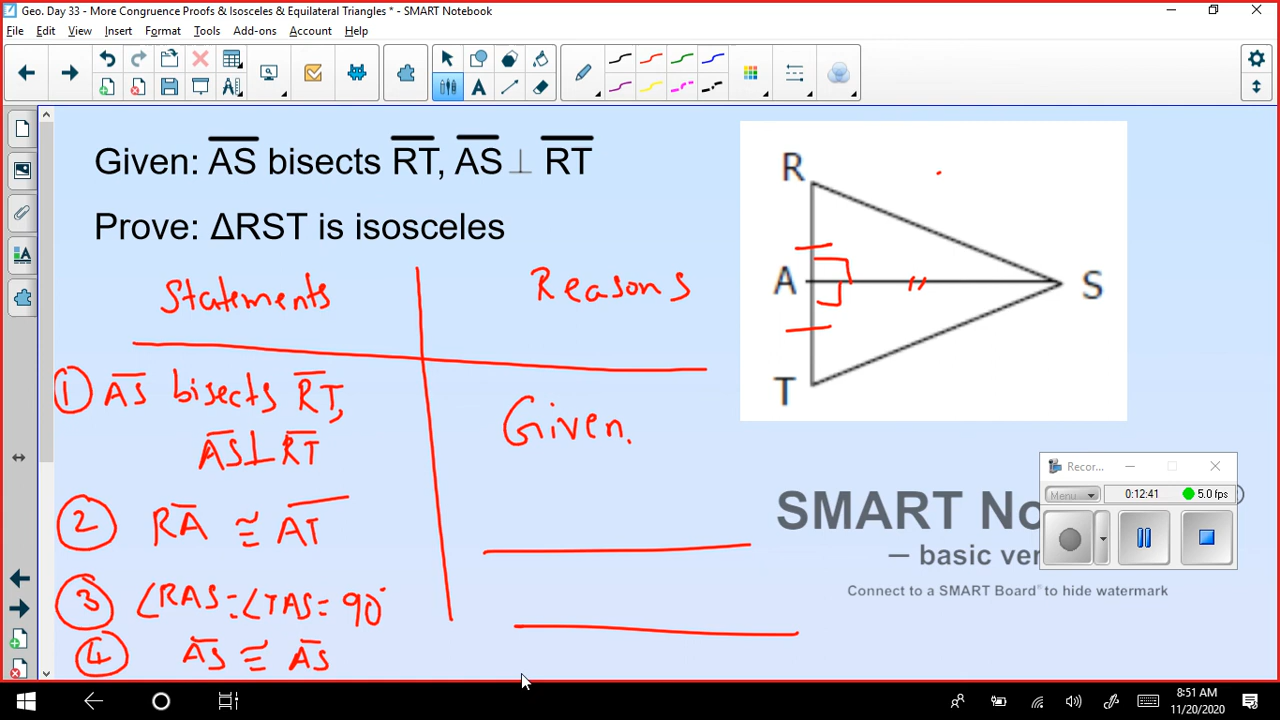 Geo. Day 33 - More Congruence Proofs & Isosceles & Equilateral Triangles * - SMART Notebook
File Edit View Insert Format Tools Add-ons Account Help
Given: AS bisects RT, AS ⊥ RT
Prove: ΔRST is isosceles
Statements Reasons
① AS bisects RT,
AS ⊥ RT
Given.
② RA ≅ AT
③ ∠RAS = ∠TAS = 90°
④ AS ≅ AS
R
A
S
T
Recor...
Menu 0:12:41 5.0 fps
SMART No
— basic ver
Connect to a SMART Board® to hide watermark
8:51 AM
11/20/2020